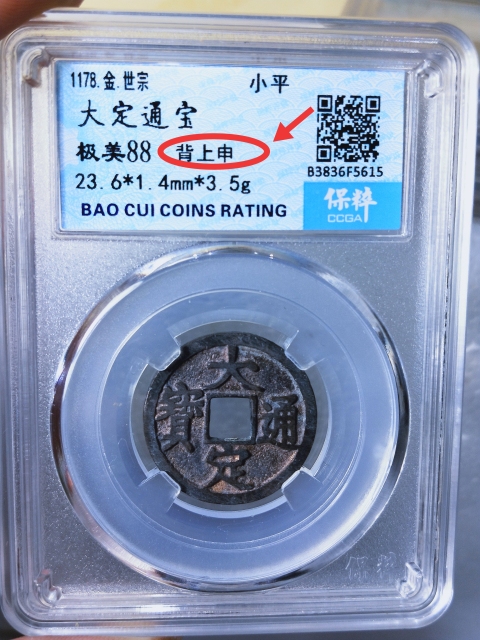 1178.金.世宗 小平
大定通宝
极美88 背上申
B3836F5615
23.6*1.4mm*3.5g
保粹
CCGA
BAO CUI COINS RATING
大定通寶